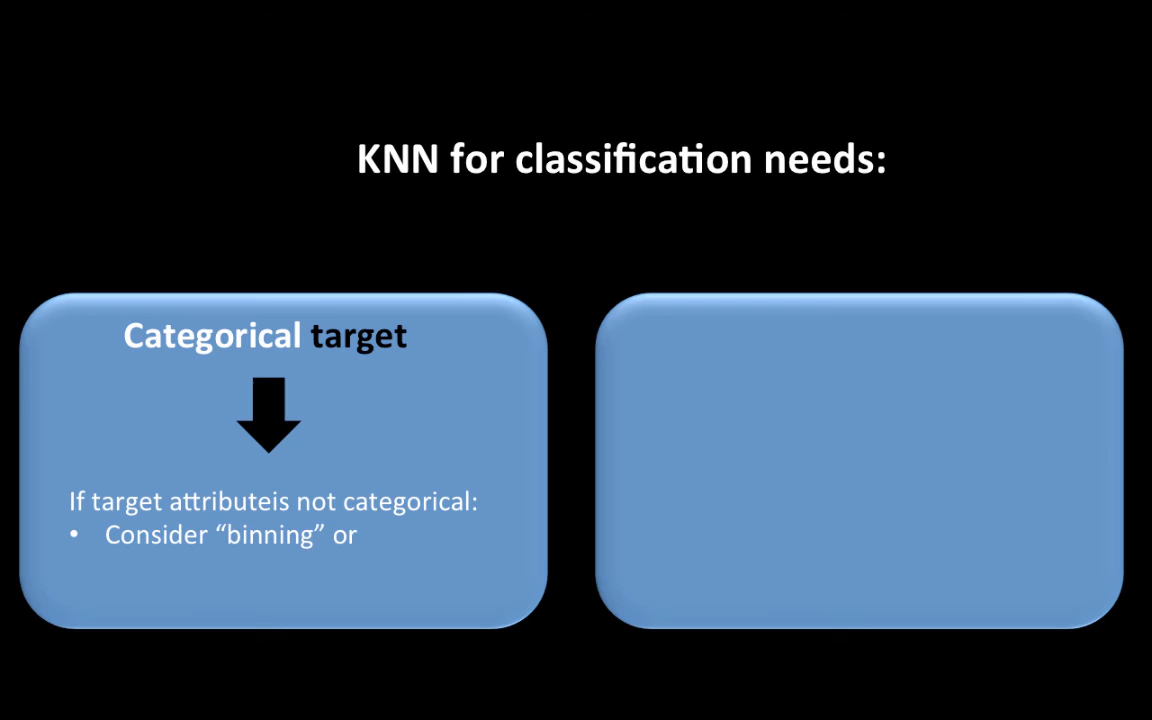 KNN for classification needs:
Categorical target
If target attributeis not categorical:
• Consider “binning” or